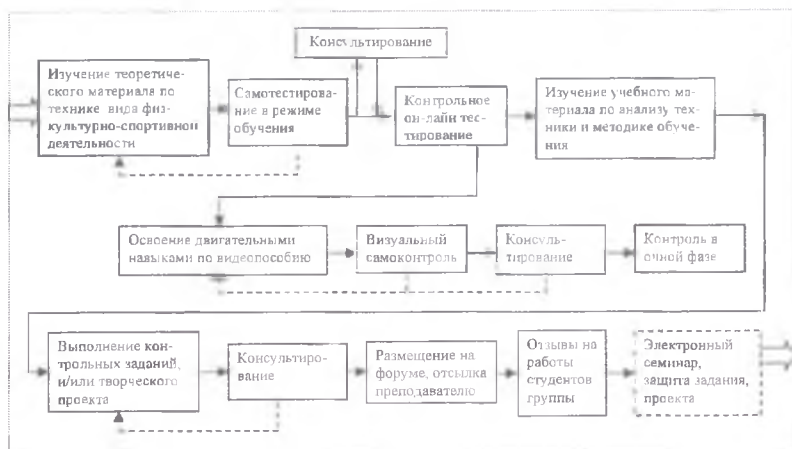 Консультирование
Изучение теоретическо-
го материала по
технике вида физ-
культурно-спортивной
деятельности
Самотестирова-
ние в режиме
обучения
Контрольное
он-лайн тес-
тирование
Изучение учебного ма-
териала по анализу тех-
ники и методике обуче-
ния
Освоение двигательными
навыками по видеопособию
Визуальный
самоконтроль
Консуль-
тирование
Контроль в
очной фазе
Выполнение кон-
трольных заданий,
и/или творческого
проекта
Консультиро-
вание
Размещение на
форуме, отсылка
преподавателю
Отзывы на
работы
студентов
группы
Электронный
семинар,
защита задания,
проекта